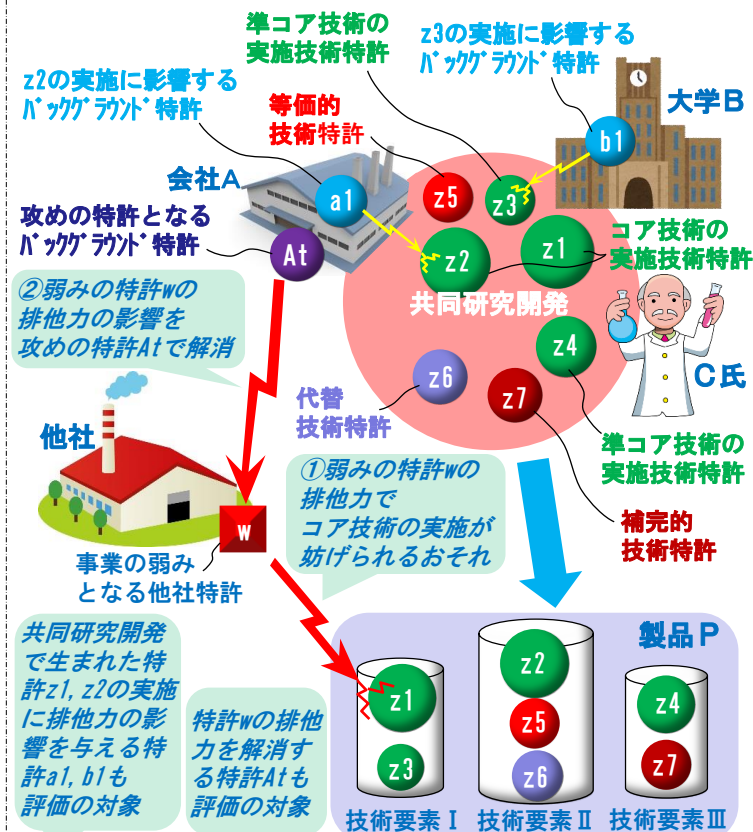 準コア技術の
実施技術特許
z3の実施に影響する
ﾊﾞｯｸｸﾞﾗｳﾝﾄﾞ特許
z2の実施に影響する
ﾊﾞｯｸｸﾞﾗｳﾝﾄﾞ特許
等価的
技術特許
大学B
b1
会社A
a1
z5
z3
攻めの特許となる
ﾊﾞｯｸｸﾞﾗｳﾝﾄﾞ特許
At
z2
z1
コア技術の
実施技術特許
共同研究開発
②弱みの特許wの
排他力の影響を
攻めの特許Atで解消
z4
C氏
z6
z7
代替
技術特許
他社
準コア技術の
実施技術特許
①弱みの特許wの
排他力で
コア技術の実施が
妨げられるおそれ
補完的
技術特許
w
事業の弱み
となる他社特許
製品P
共同研究開発
で生まれた特
許z1,z2の実施
に排他力の影
響を与える特
許a1,b1も
評価の対象
特許wの排他
力を解消す
る特許Atも
評価の対象
z1
z3
技術要素Ⅰ
z2
z5
z6
技術要素Ⅱ
z4
z7
技術要素Ⅲ